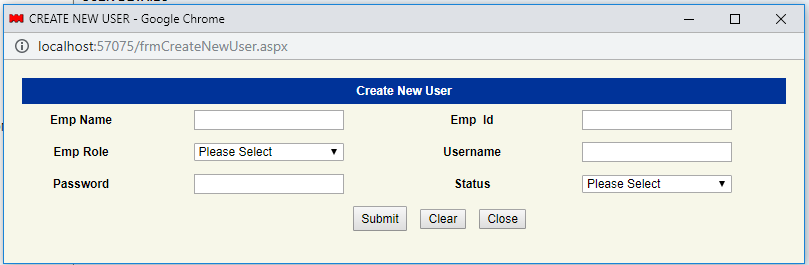 CREATE NEW USER - Google Chrome
localhost:57075/frmCreateNewUser.aspx
Create New User
Emp Name Emp Id
Emp Role Please Select Username
Password Status Please Select
Submit Clear Close